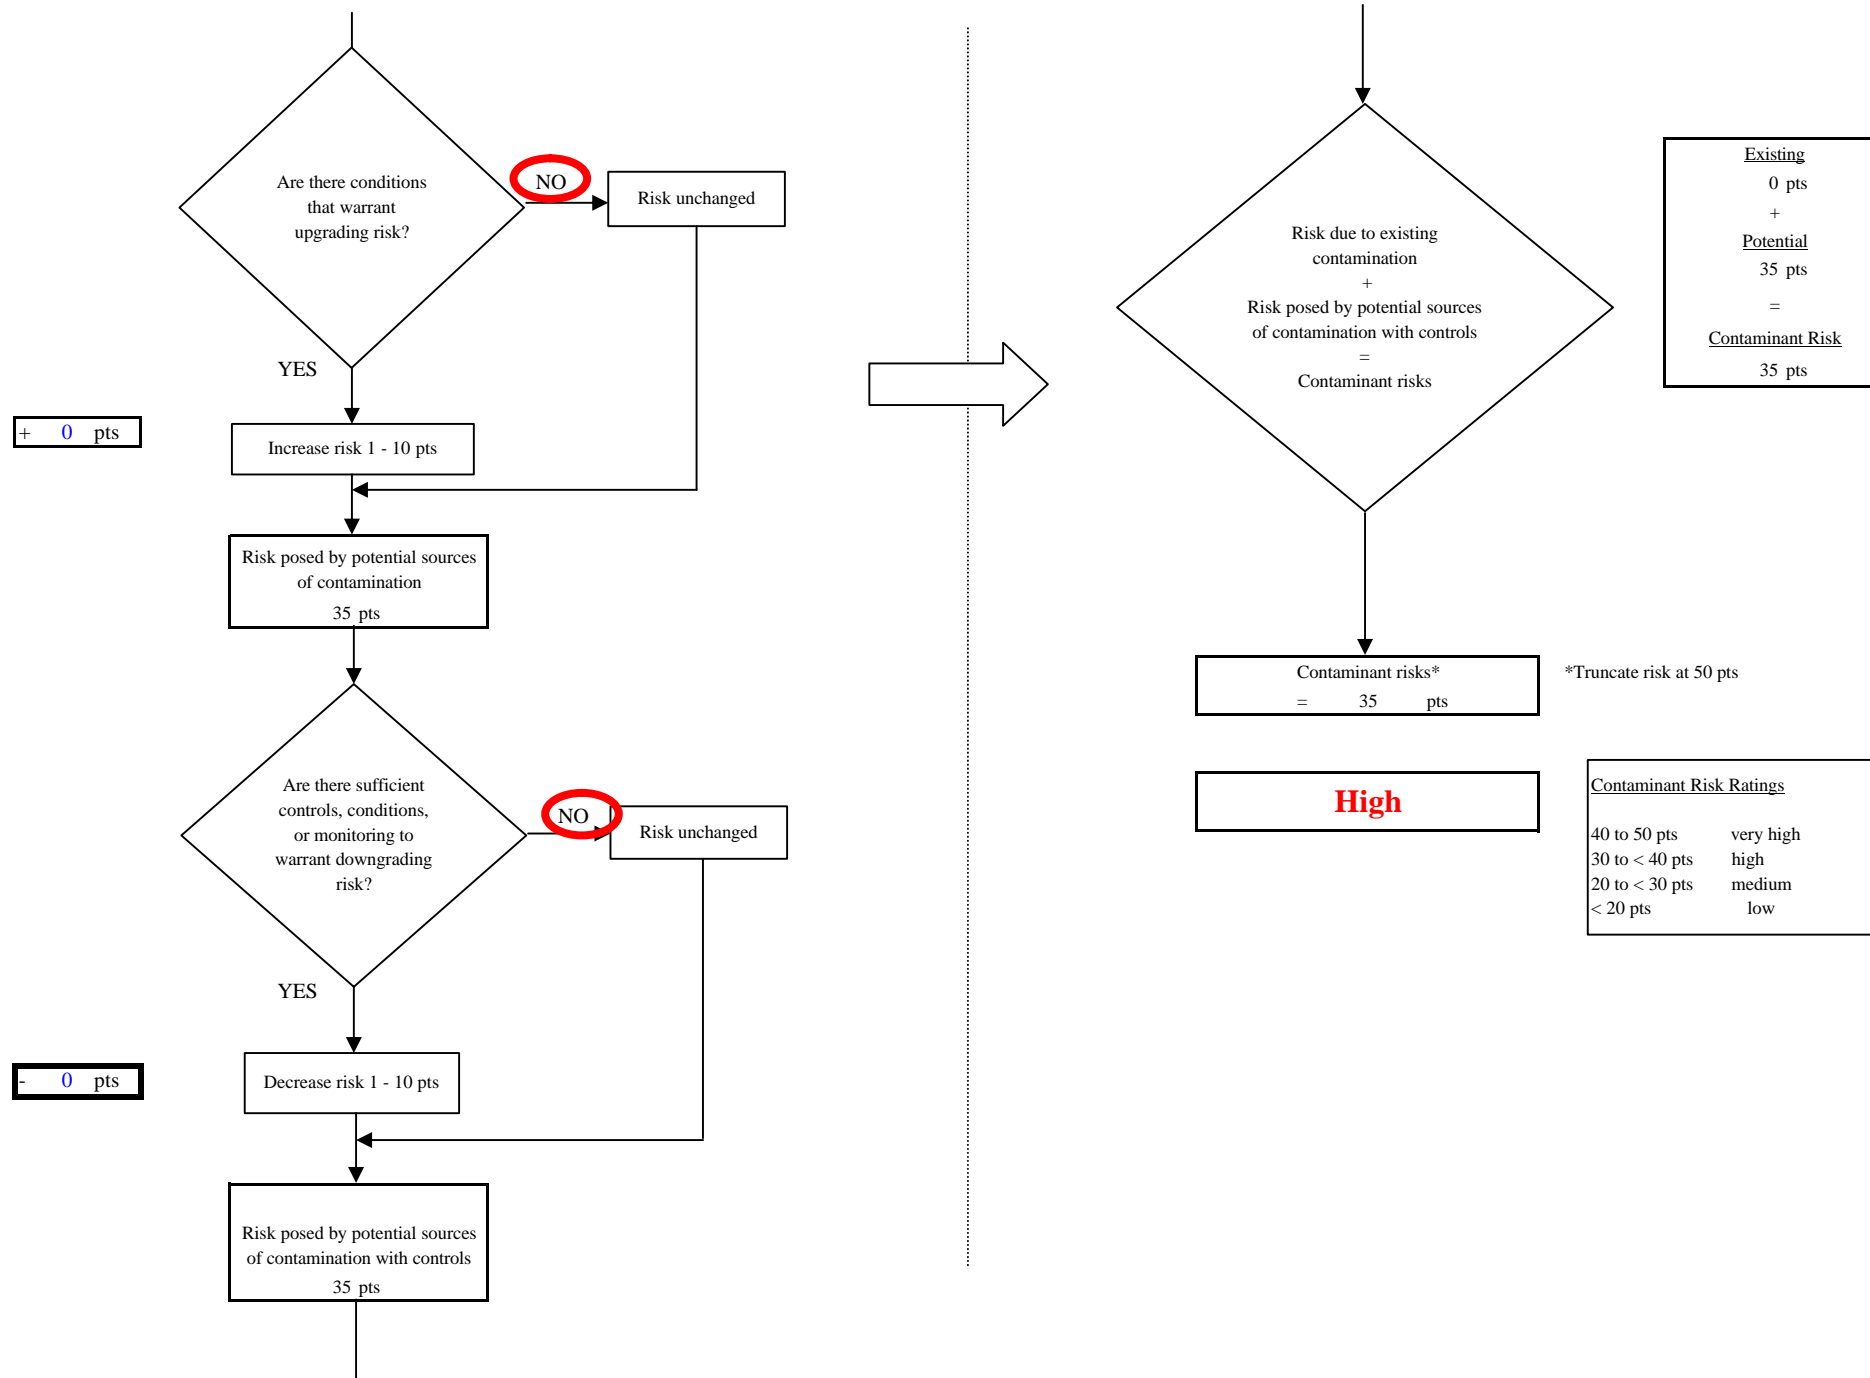 Are there conditions
that warrant
upgrading risk?
NO
Risk unchanged
YES
+ 0 pts
Increase risk 1 - 10 pts
Risk posed by potential sources
of contamination
35 pts
Are there sufficient
controls, conditions,
or monitoring to
warrant downgrading
risk?
NO
Risk unchanged
YES
- 0 pts
Decrease risk 1 - 10 pts
Risk posed by potential sources
of contamination with controls
35 pts
Risk due to existing
contamination
+
Risk posed by potential sources
of contamination with controls
=
Contaminant risks
Existing
0 pts
+
Potential
35 pts
=
Contaminant Risk
35 pts
Contaminant risks*
= 35 pts
*Truncate risk at 50 pts
High
Contaminant Risk Ratings
40 to 50 pts very high
30 to < 40 pts high
20 to < 30 pts medium
< 20 pts low